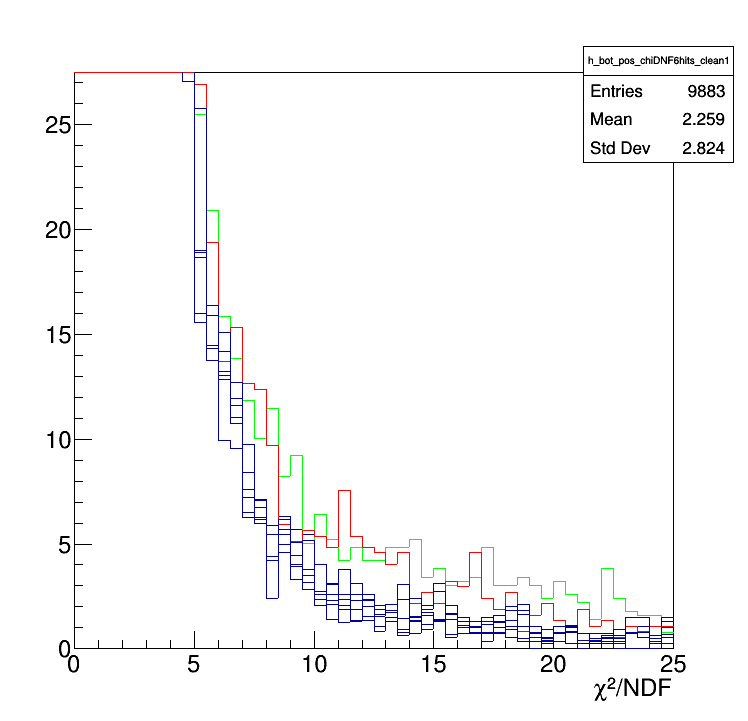 h_bot_pos_chiDNF6hits_clean1
Entries 9883
Mean 2.259
Std Dev 2.824
25
20
15
10
5
0
0 5 10 15 20 25
χ²/NDF